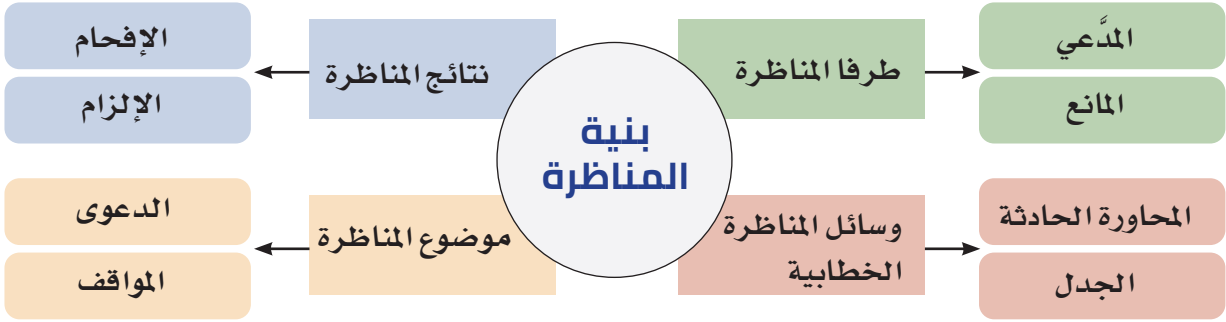 بنية
المناظرة
طرفا المناظرة
المدَّعي
المانع
نتائج المناظرة
الإفحام
الإلزام
وسائل المناظرة
الخطابية
المحاورة الحادثة
الجدل
موضوع المناظرة
الدعوى
المواقف